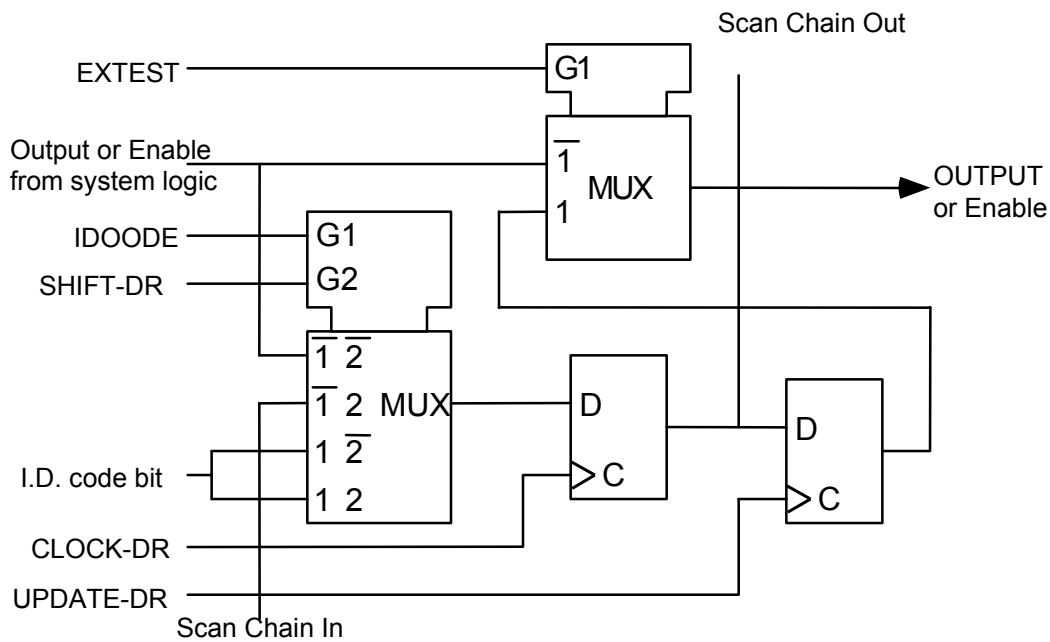 Scan Chain Out
EXTEST
G1
Output or Enable
from system logic
1
MUX
1
OUTPUT
or Enable
IDOODE
G1
SHIFT-DR
G2
1 2
1 2 MUX
1 2
1 2
I.D. code bit
D
C
D
C
CLOCK-DR
UPDATE-DR
Scan Chain In